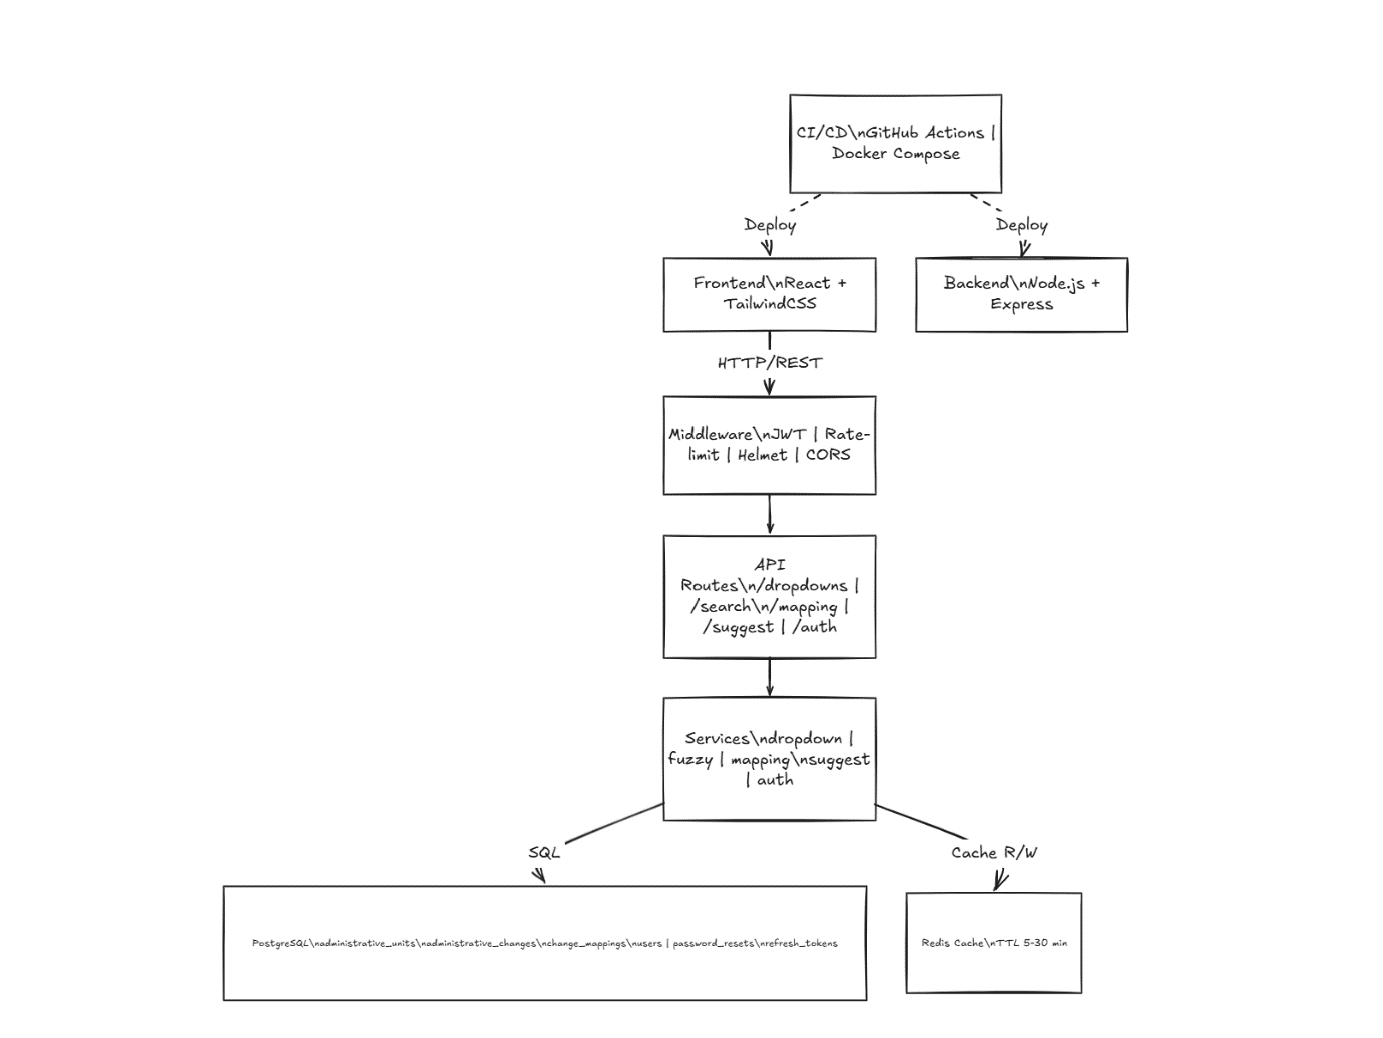 CI/CD\nGitHub Actions |
Docker Compose
Deploy
Deploy
Frontend\nReact +
TailwindCSS
Backend\nNode.js +
Express
HTTP/REST
Middleware\nJWT | Rate-
limit | Helmet | CORS
API
Routes\n/dropdowns |
/search\n/mapping |
/suggest | /auth
Services\ndropdown |
fuzzy | mapping\nsuggest
| auth
SQL
Cache R/W
PostgreSQL\nadministrative_units\nadministrative_changes\nchange_mappings\nusers | password_resets\nrefresh_tokens
Redis Cache\nTTL 5-30 min